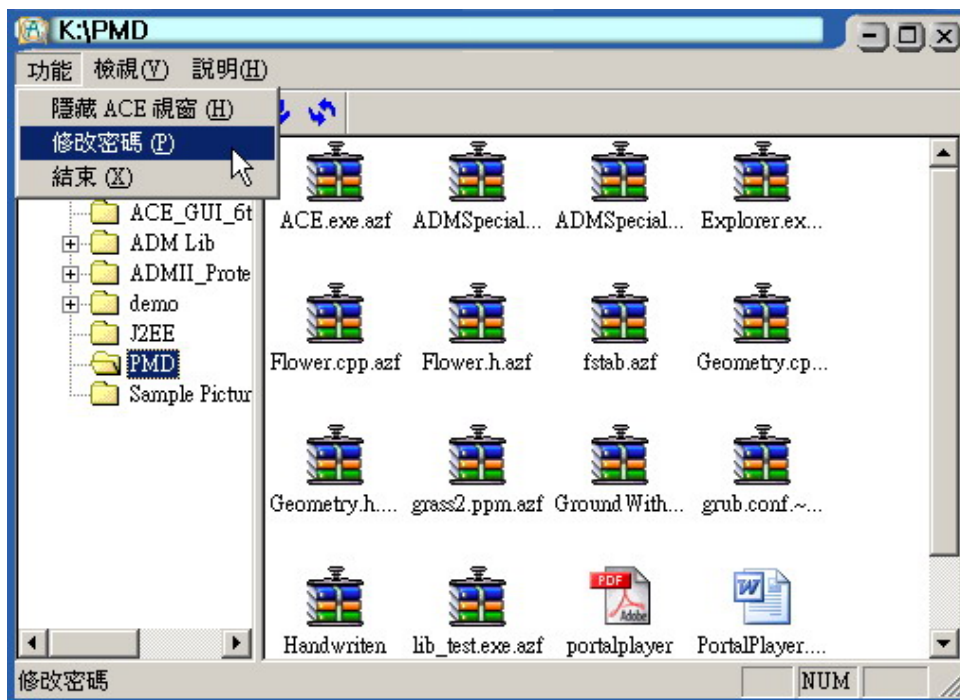 K:\PMD
功能 檢視(V) 說明(H)
隱藏 ACE 視窗 (H)
修改密碼 (P)
結束 (X)
ACE_GUI_6t
ADM Lib
ADMII_Prote
demo
J2EE
PMD
Sample Pictur
ACE.exe.azf ADMSpecial... ADMSpecial... Explorer.ex...
Flower.cpp.azf Flower.h.azf fstab.azf Geometry.cp...
Geometry.h.... grass2.ppm.azf Ground With... grub.conf.~...
PDF
Adobe
W
Handwriten lib_test.exe.azf portalplayer PortalPlayer....
修改密碼 NUM